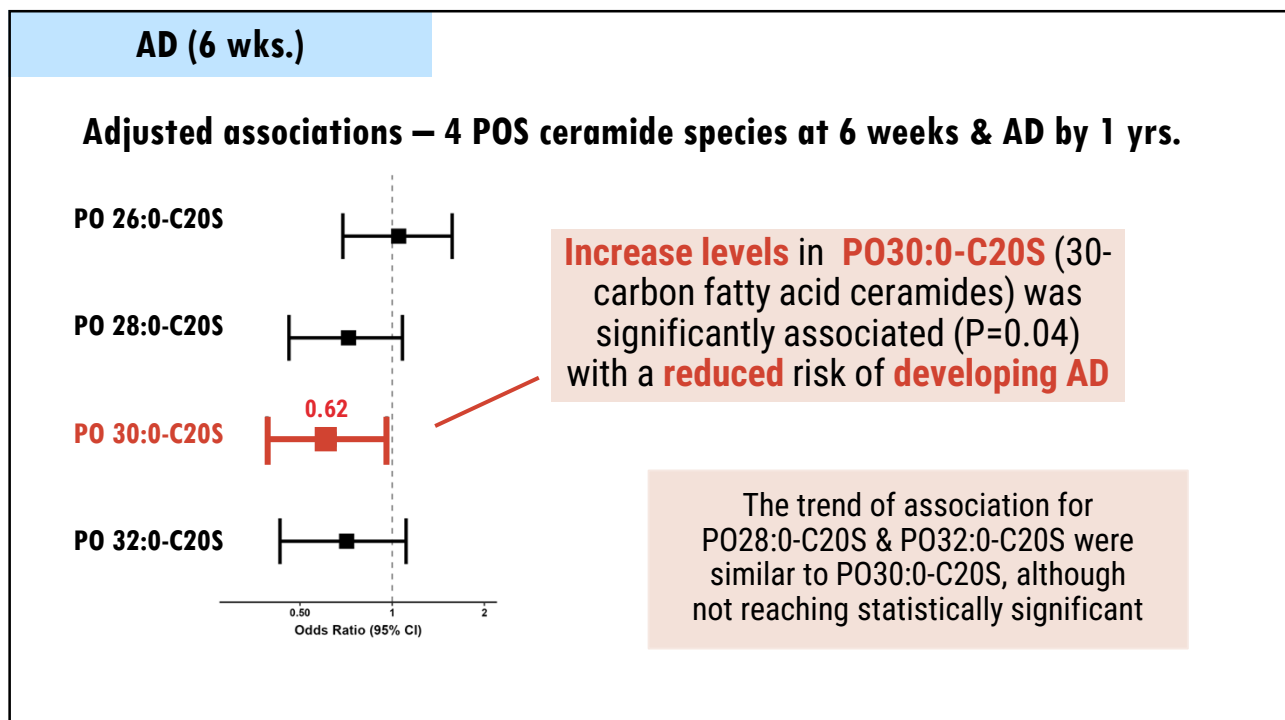 AD (6 wks.)
Adjusted associations – 4 POS ceramide species at 6 weeks & AD by 1 yrs.
PO 26:0-C20S
PO 28:0-C20S
0.62
PO 30:0-C20S
PO 32:0-C20S
0.50 1 2
Odds Ratio (95% CI)
Increase levels in PO30:0-C20S (30-
carbon fatty acid ceramides) was
significantly associated (P=0.04)
with a reduced risk of developing AD
The trend of association for
PO28:0-C20S & PO32:0-C20S were
similar to PO30:0-C20S, although
not reaching statistically significant